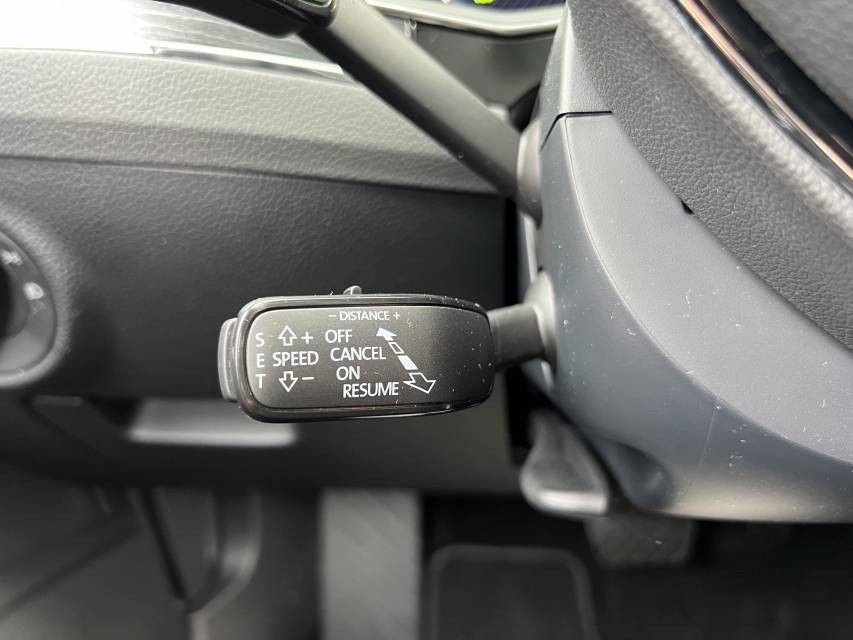 - DISTANCE +
S + OFF
E SPEED CANCEL
T - ON
RESUME